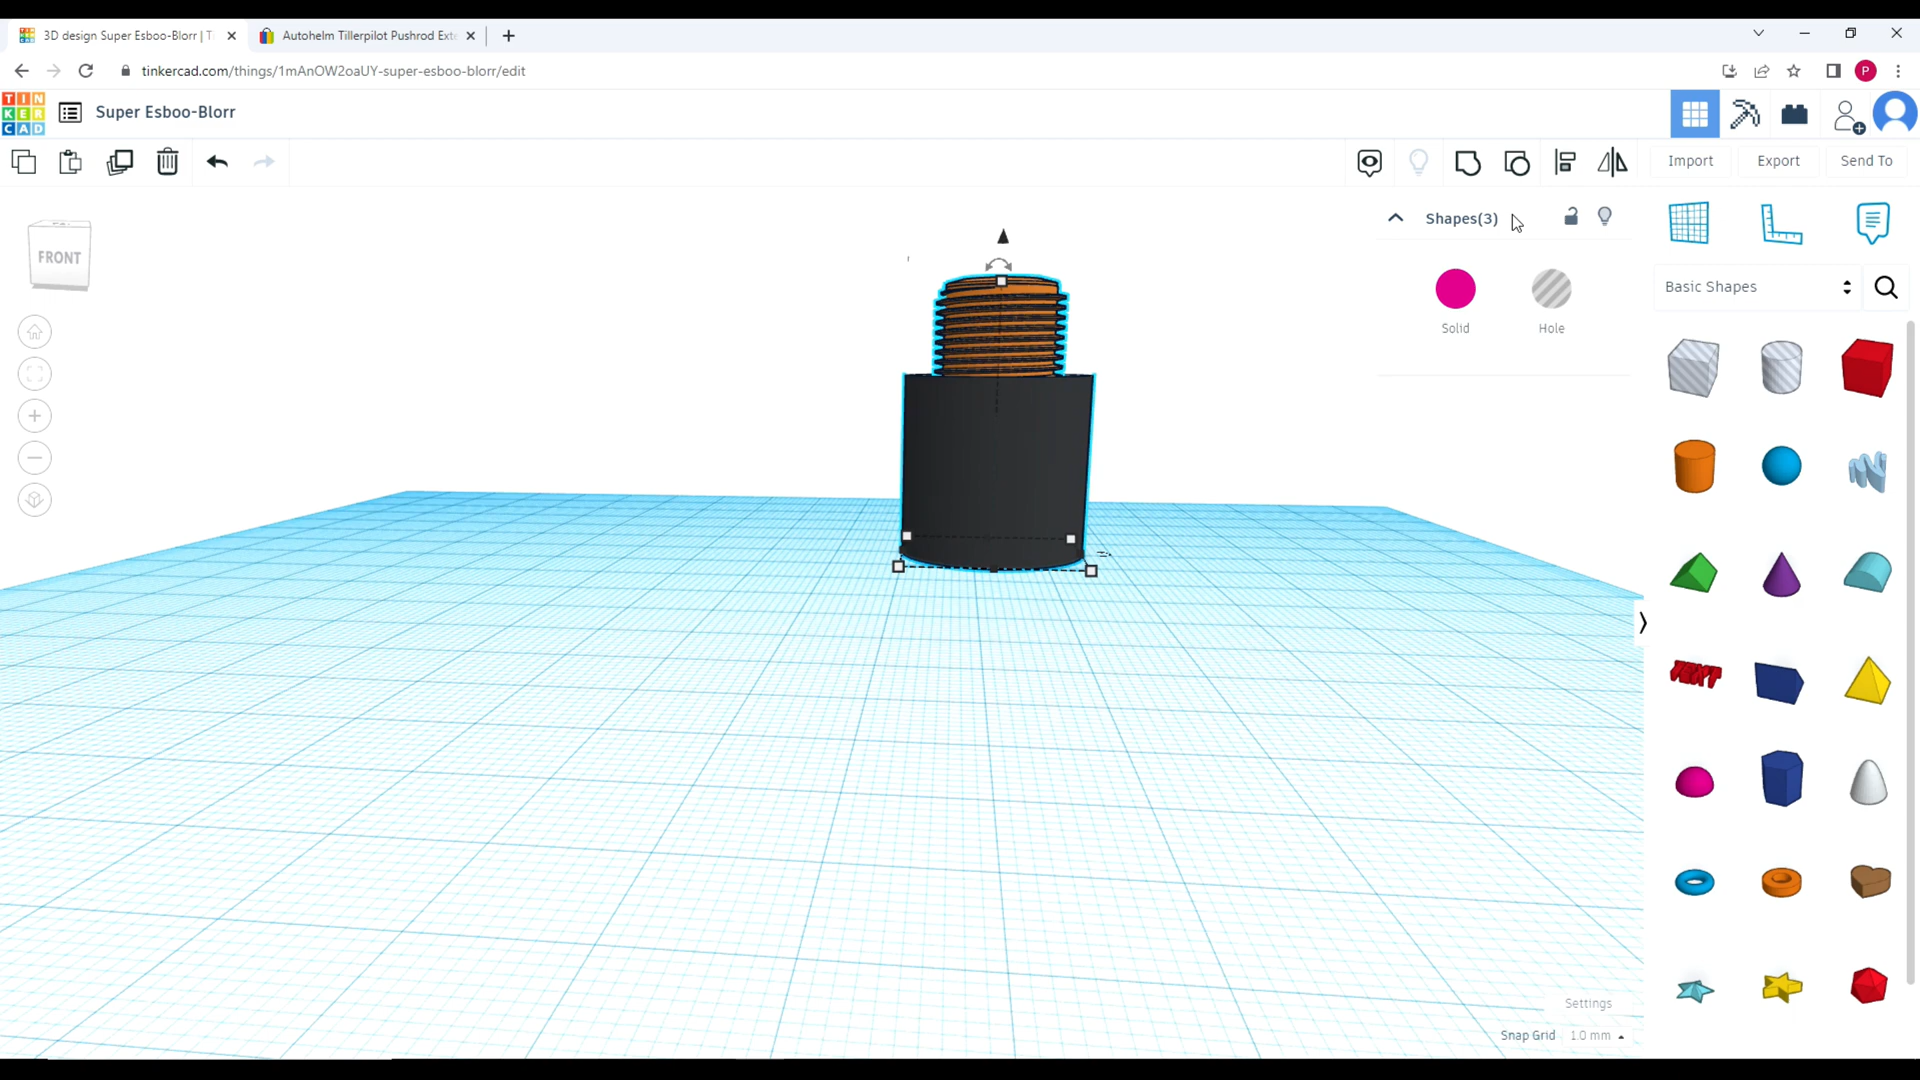 3D design Super Esboo-Blorr | T
Autohelm Tillerpilot Pushrod Exte
tinkercad.com/things/1mAnOW2oaUY-super-esboo-blorr/edit
P
TIN
KER
CAD
Super Esboo-Blorr
Import
Export
Send To
Shapes(3)
Solid
Hole
FRONT
Basic Shapes
TEXT
Settings
Snap Grid 1.0 mm